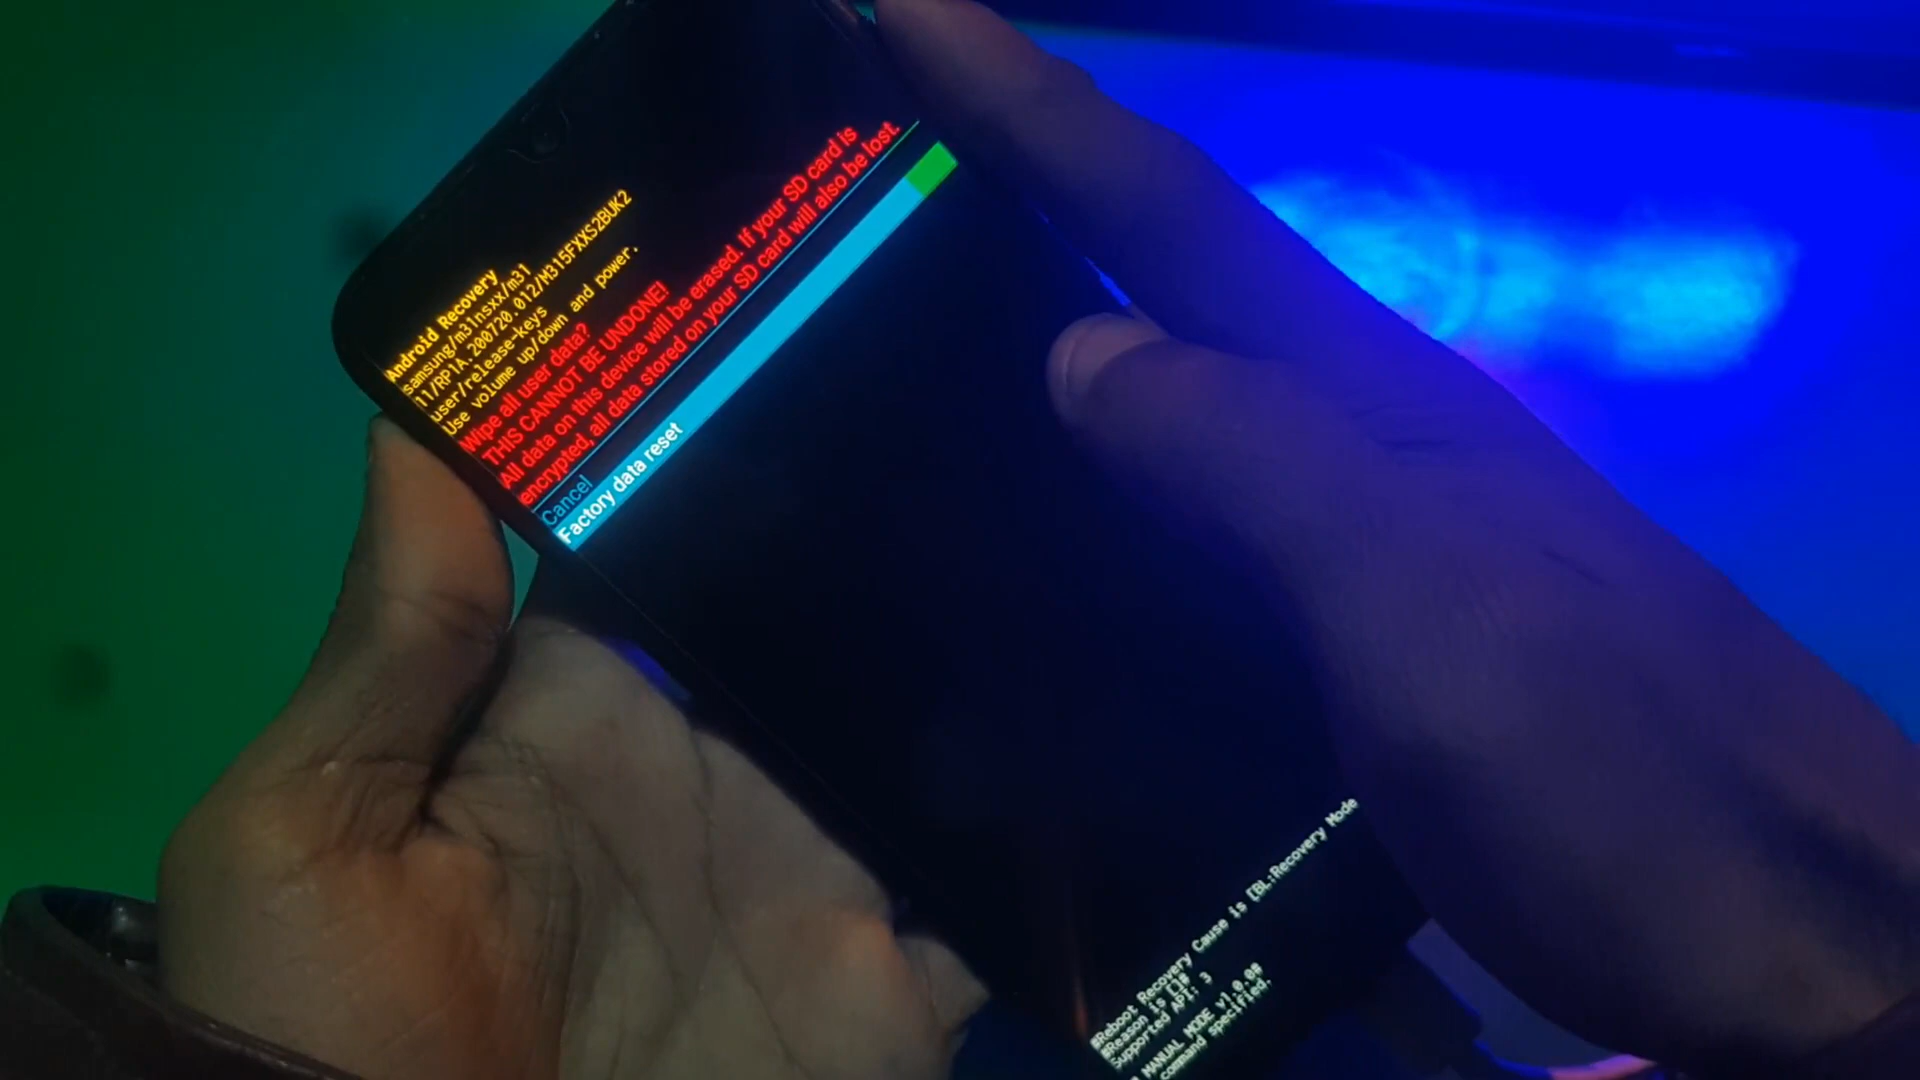 Android Recovery
samsung/m31nsxx/m31
11/RP1A.200720.012/M315FXXS2BUK2
user/release-keys
Use volume up/down and power.
Wipe all user data?
THIS CANNOT BE UNDONE!
All data on this device will be erased. If your SD card is
encrypted, all data stored on your SD card will also be lost.
Cancel
Factory data reset
#Reboot Recovery Cause is [BL:Recovery Mode
#Reason is []#
Supported API: 3
MANUAL MODE v1.0.0#
command specified.